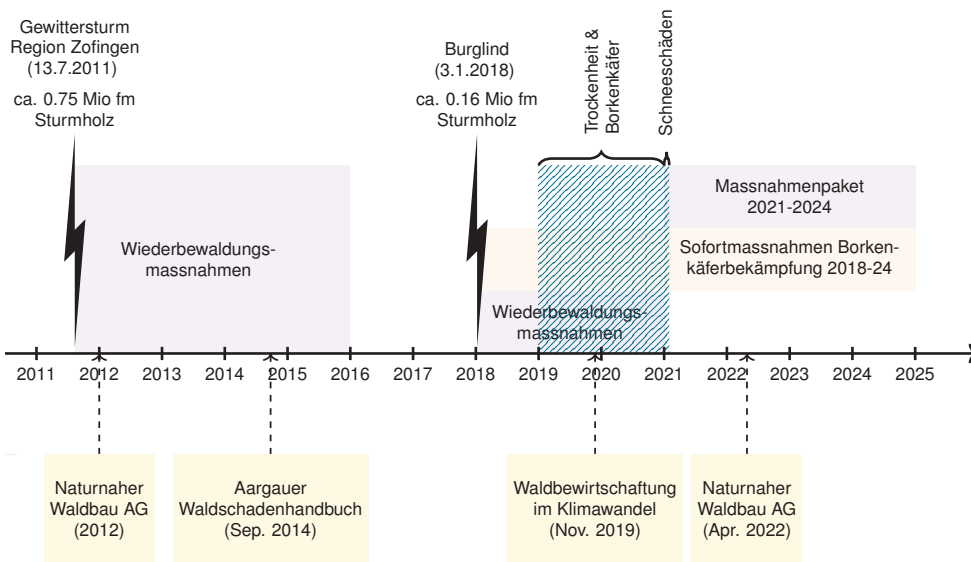 Gewittersturm
Region Zofingen
(13.7.2011)
ca. 0.75 Mio fm
Sturmholz
Burglind
(3.1.2018)
ca. 0.16 Mio fm
Sturmholz
Trockenheit &
Borkenkäfer
Schneeschäden
Wiederbewaldungs-
massnahmen
Massnahmenpaket
2021-2024
Sofortmassnahmen Borken-
käferbekämpfung 2018-24
Wiederbewaldungs-
massnahmen
2011 2012 2013 2014 2015 2016 2017 2018 2019 2020 2021 2022 2023 2024 2025
Naturnaher
Waldbau AG
(2012)
Aargauer
Waldschadenhandbuch
(Sep. 2014)
Waldbewirtschaftung
im Klimawandel
(Nov. 2019)
Naturnaher
Waldbau AG
(Apr. 2022)